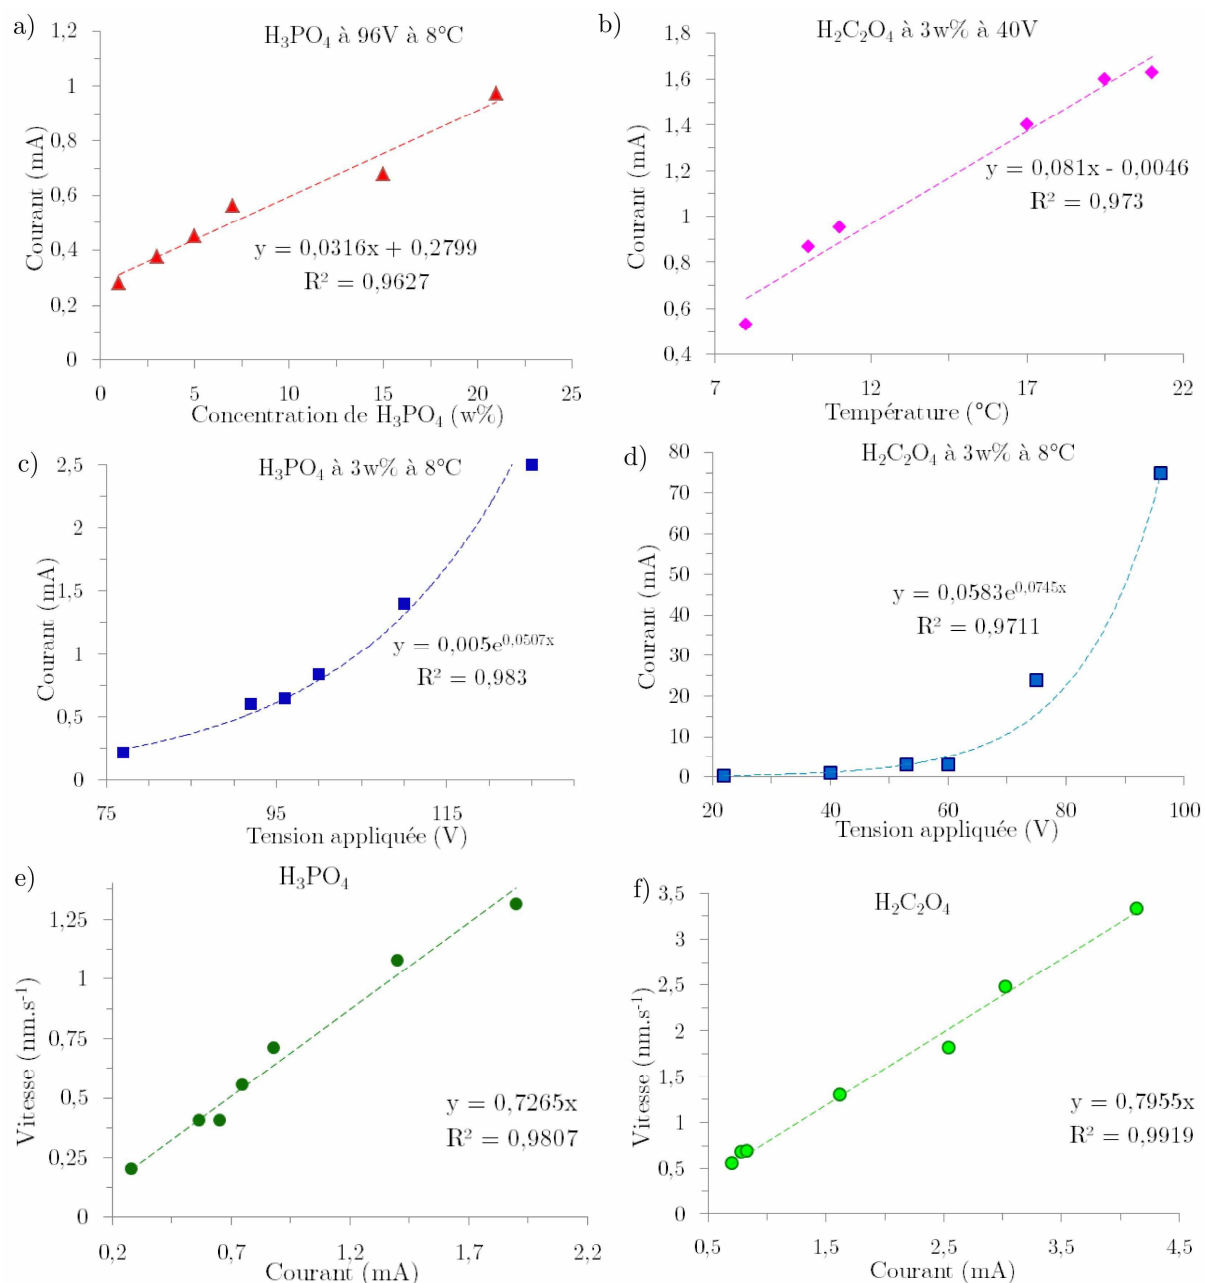 a)
H₃PO₄ à 96V à 8°C
Courant (mA)
1,2
1
0,8
0,6
0,4
0,2
0
y = 0,0316x + 0,2799
R² = 0,9627
0 5 10 15 20 25
Concentration de H₃PO₄ (w%)
b)
H₂C₂O₄ à 3w% à 40V
Courant (mA)
1,8
1,6
1,4
1,2
1
0,8
0,6
0,4
y = 0,081x - 0,0046
R² = 0,973
7 12 17 22
Température (°C)
c)
H₃PO₄ à 3w% à 8°C
Courant (mA)
2,5
2
1,5
1
0,5
0
y = 0,005e^0,0507x
R² = 0,983
75 95 115
Tension appliquée (V)
d)
H₂C₂O₄ à 3w% à 8°C
Courant (mA)
80
75
70
60
50
40
30
20
10
0
y = 0,0583e^0,0745x
R² = 0,9711
20 40 60 80 100
Tension appliquée (V)
e)
H₃PO₄
Vitesse (nm.s⁻¹)
1,25
1
0,75
0,5
0,25
0
y = 0,7265x
R² = 0,9807
0,2 0,7 1,2 1,7 2,2
Courant (mA)
f)
H₂C₂O₄
Vitesse (nm.s⁻¹)
3,5
3
2,5
2
1,5
1
0,5
0
y = 0,7955x
R² = 0,9919
0,5 1,5 2,5 3,5 4,5
Courant (mA)